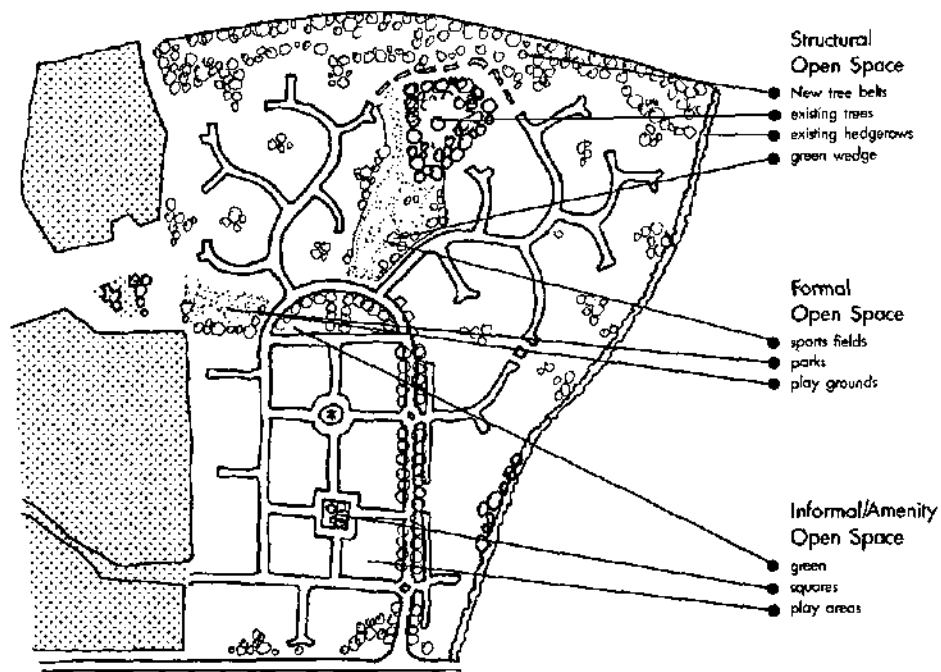 Structural
Open Space
New tree belts
existing trees
existing hedgerows
green wedge
Formal
Open Space
sports fields
parks
play grounds
Informal/Amenity
Open Space
green
squares
play areas